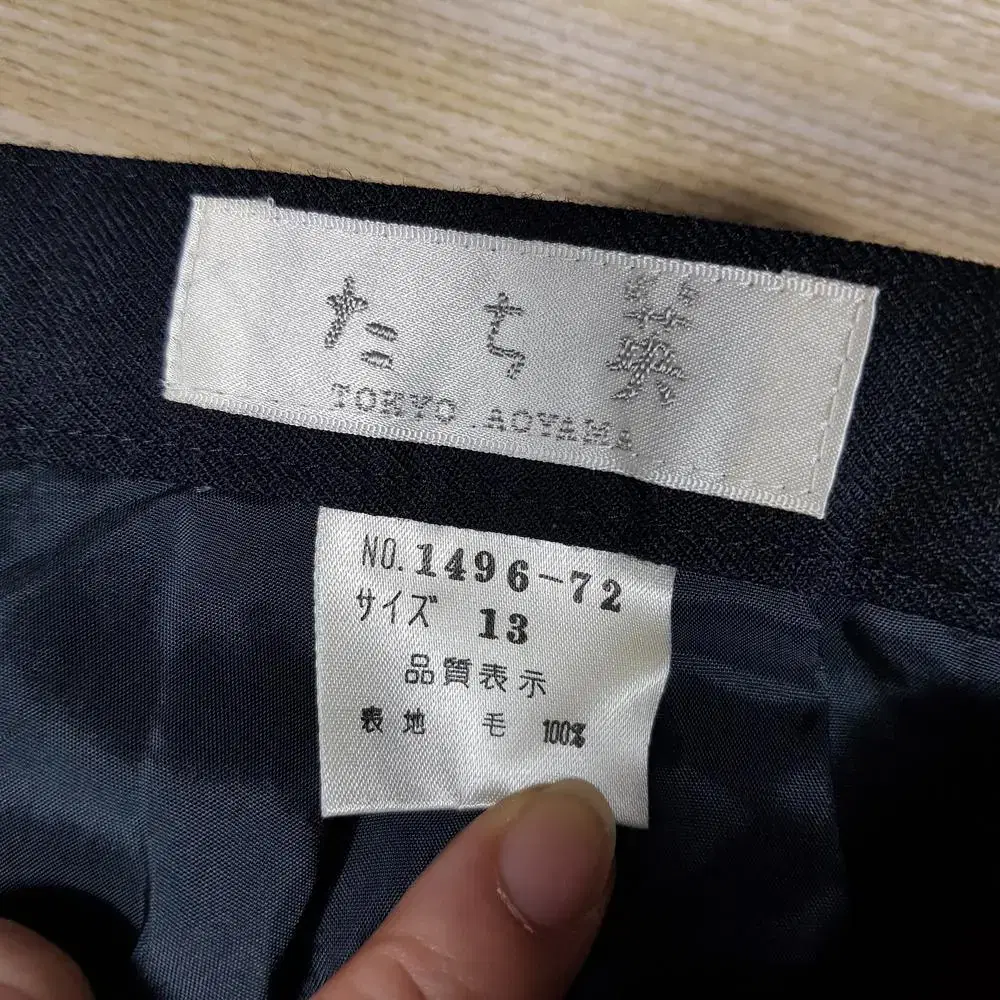 たち美
TOKYO AOYAMA
NO. 1496-72
サイズ 13
品質表示
表地 毛 100%